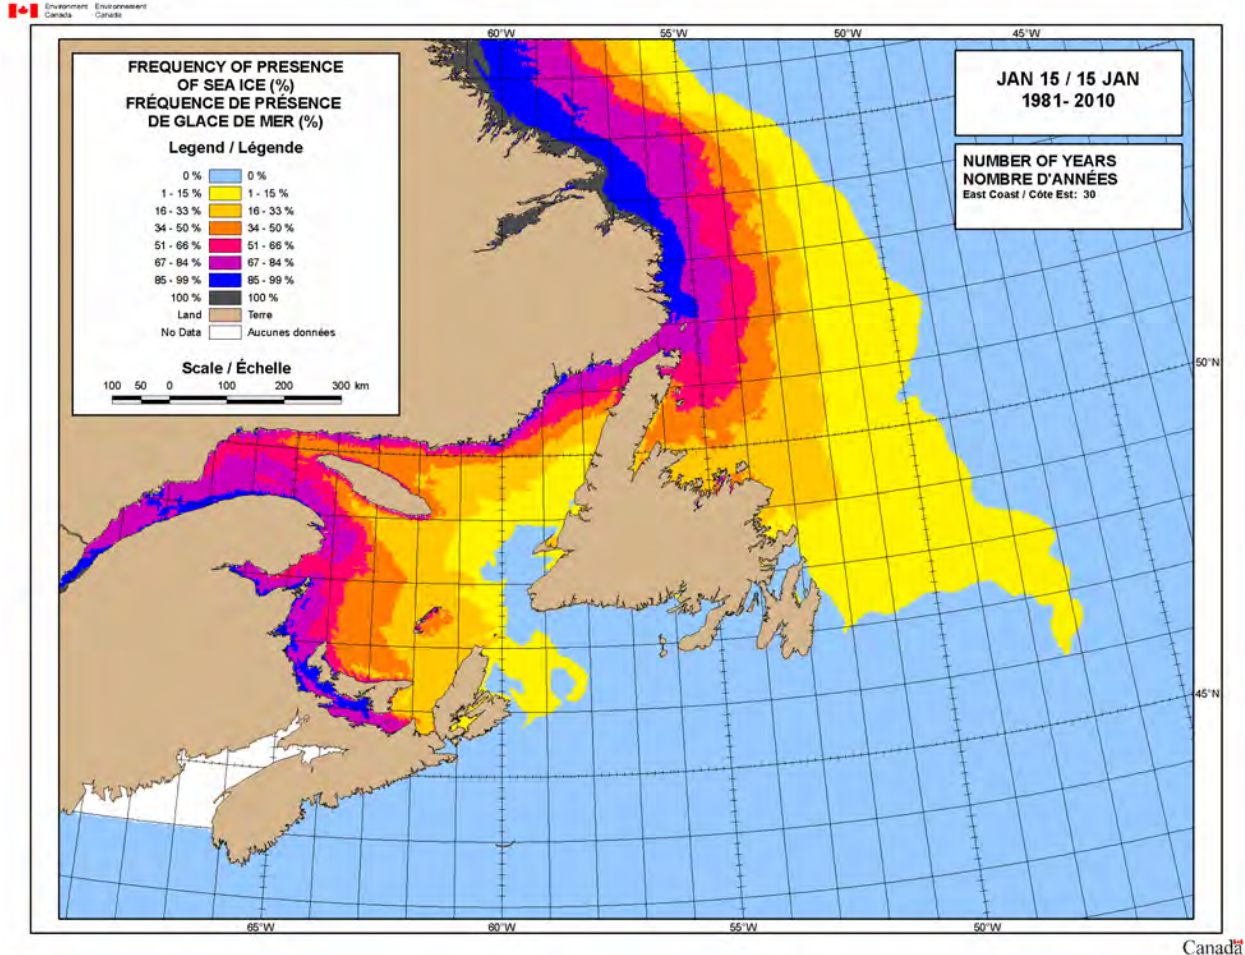 Environment Environnement
Canada Canada
60°W 55°W 50°W 45°W
FREQUENCY OF PRESENCE
OF SEA ICE (%)
FRÉQUENCE DE PRÉSENCE
DE GLACE DE MER (%)
Legend / Légende
0 % 0 %
1 - 15 % 1 - 15 %
16 - 33 % 16 - 33 %
34 - 50 % 34 - 50 %
51 - 66 % 51 - 66 %
67 - 84 % 67 - 84 %
85 - 99 % 85 - 99 %
100 % 100 %
Land Terre
No Data Aucunes données
Scale / Échelle
100 50 0 100 200 300 km
JAN 15 / 15 JAN
1981- 2010
NUMBER OF YEARS
NOMBRE D'ANNÉES
East Coast / Côte Est: 30
50°N
45°N
65°W 60°W 55°W 50°W
Canada